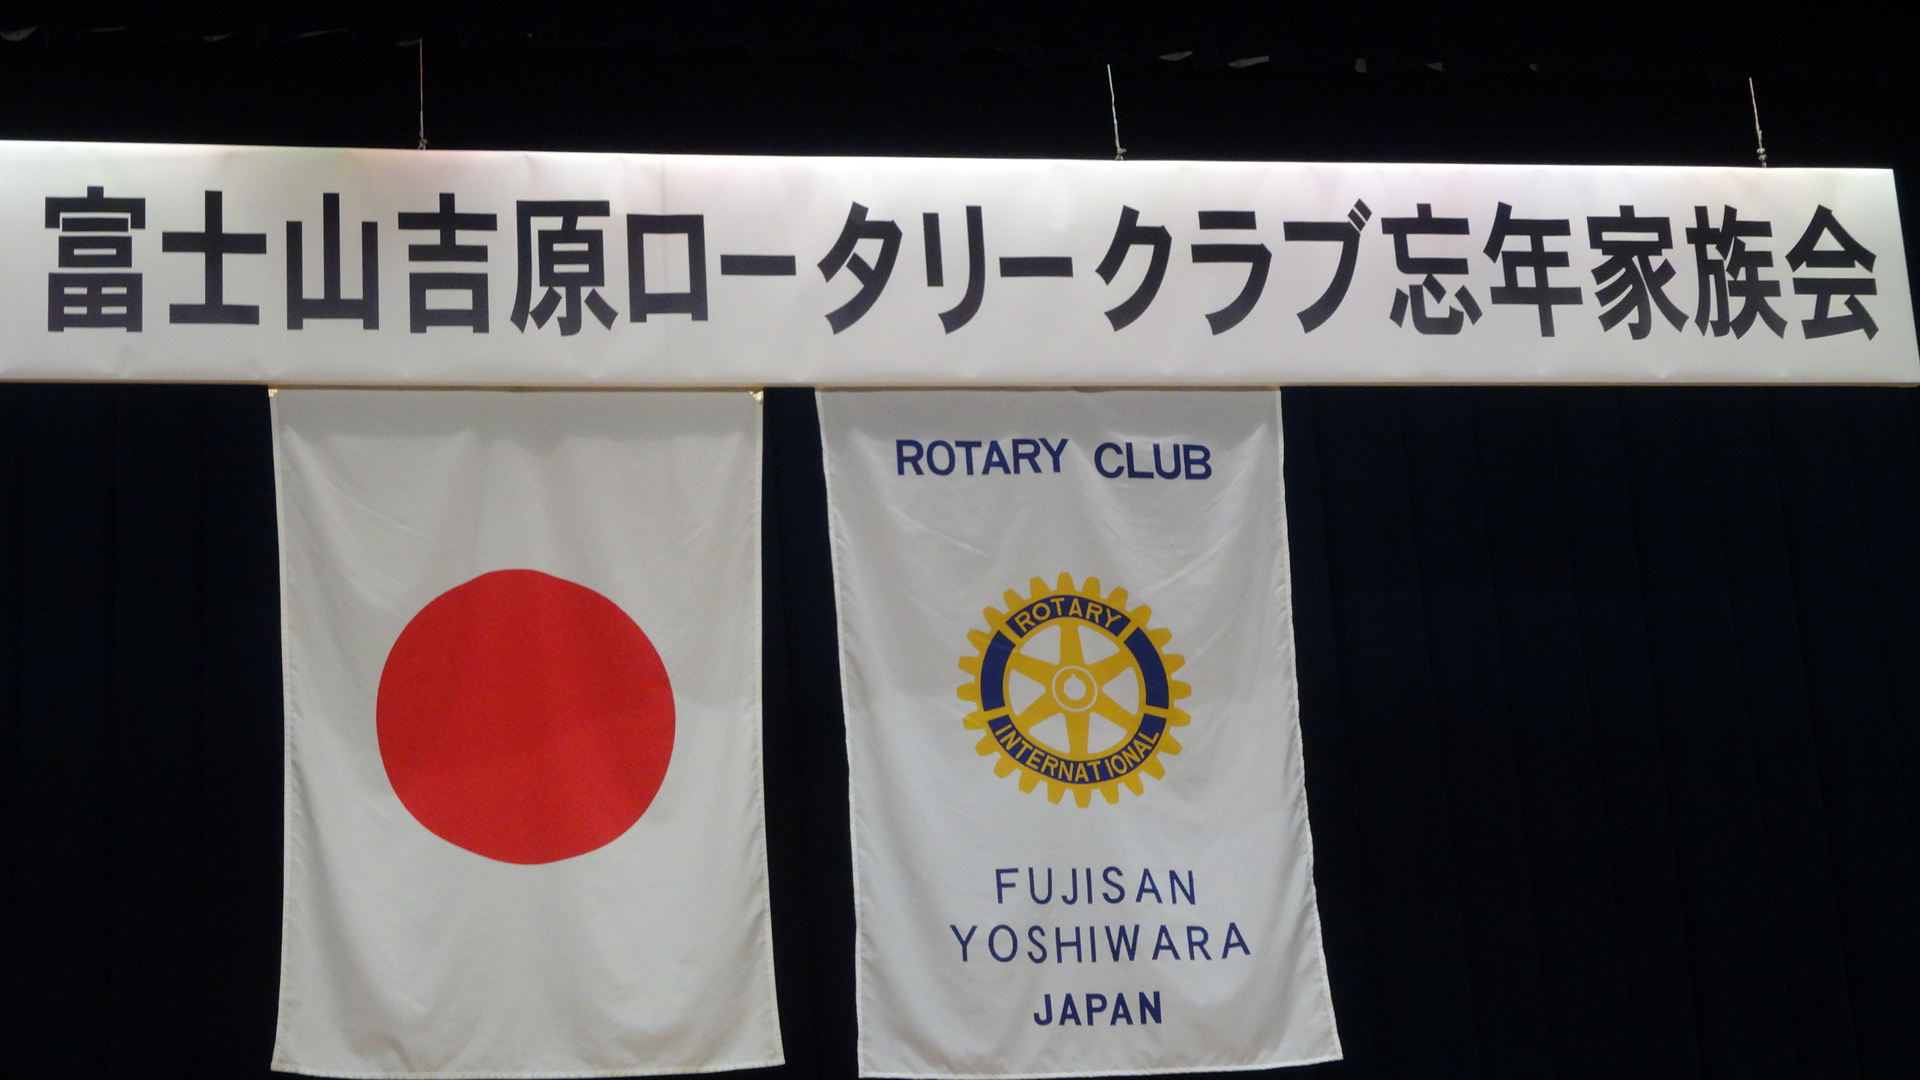 富士山吉原ロータリークラブ忘年家族会
ROTARY CLUB
ROTARY
INTERNATIONAL
FUJISAN
YOSHIWARA
JAPAN